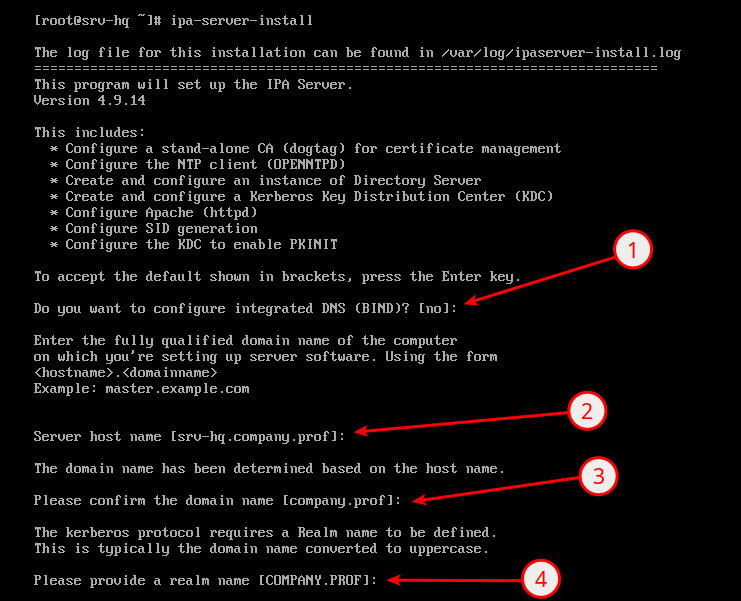 [root@srv-hq ~]# ipa-server-install
The log file for this installation can be found in /var/log/ipaserver-install.log
==============================================================================
This program will set up the IPA Server.
Version 4.9.14
This includes:
* Configure a stand-alone CA (dogtag) for certificate management
* Configure the NTP client (OPENNTPD)
* Create and configure an instance of Directory Server
* Create and configure a Kerberos Key Distribution Center (KDC)
* Configure Apache (httpd)
* Configure SID generation
* Configure the KDC to enable PKINIT
1
To accept the default shown in brackets, press the Enter key.
Do you want to configure integrated DNS (BIND)? [no]:
Enter the fully qualified domain name of the computer
on which you're setting up server software. Using the form
<hostname>.<domainname>
Example: master.example.com
2
Server host name [srv-hq.company.prof]:
The domain name has been determined based on the host name.
3
Please confirm the domain name [company.prof]:
The kerberos protocol requires a Realm name to be defined.
This is typically the domain name converted to uppercase.
Please provide a realm name [COMPANY.PROF]:
4